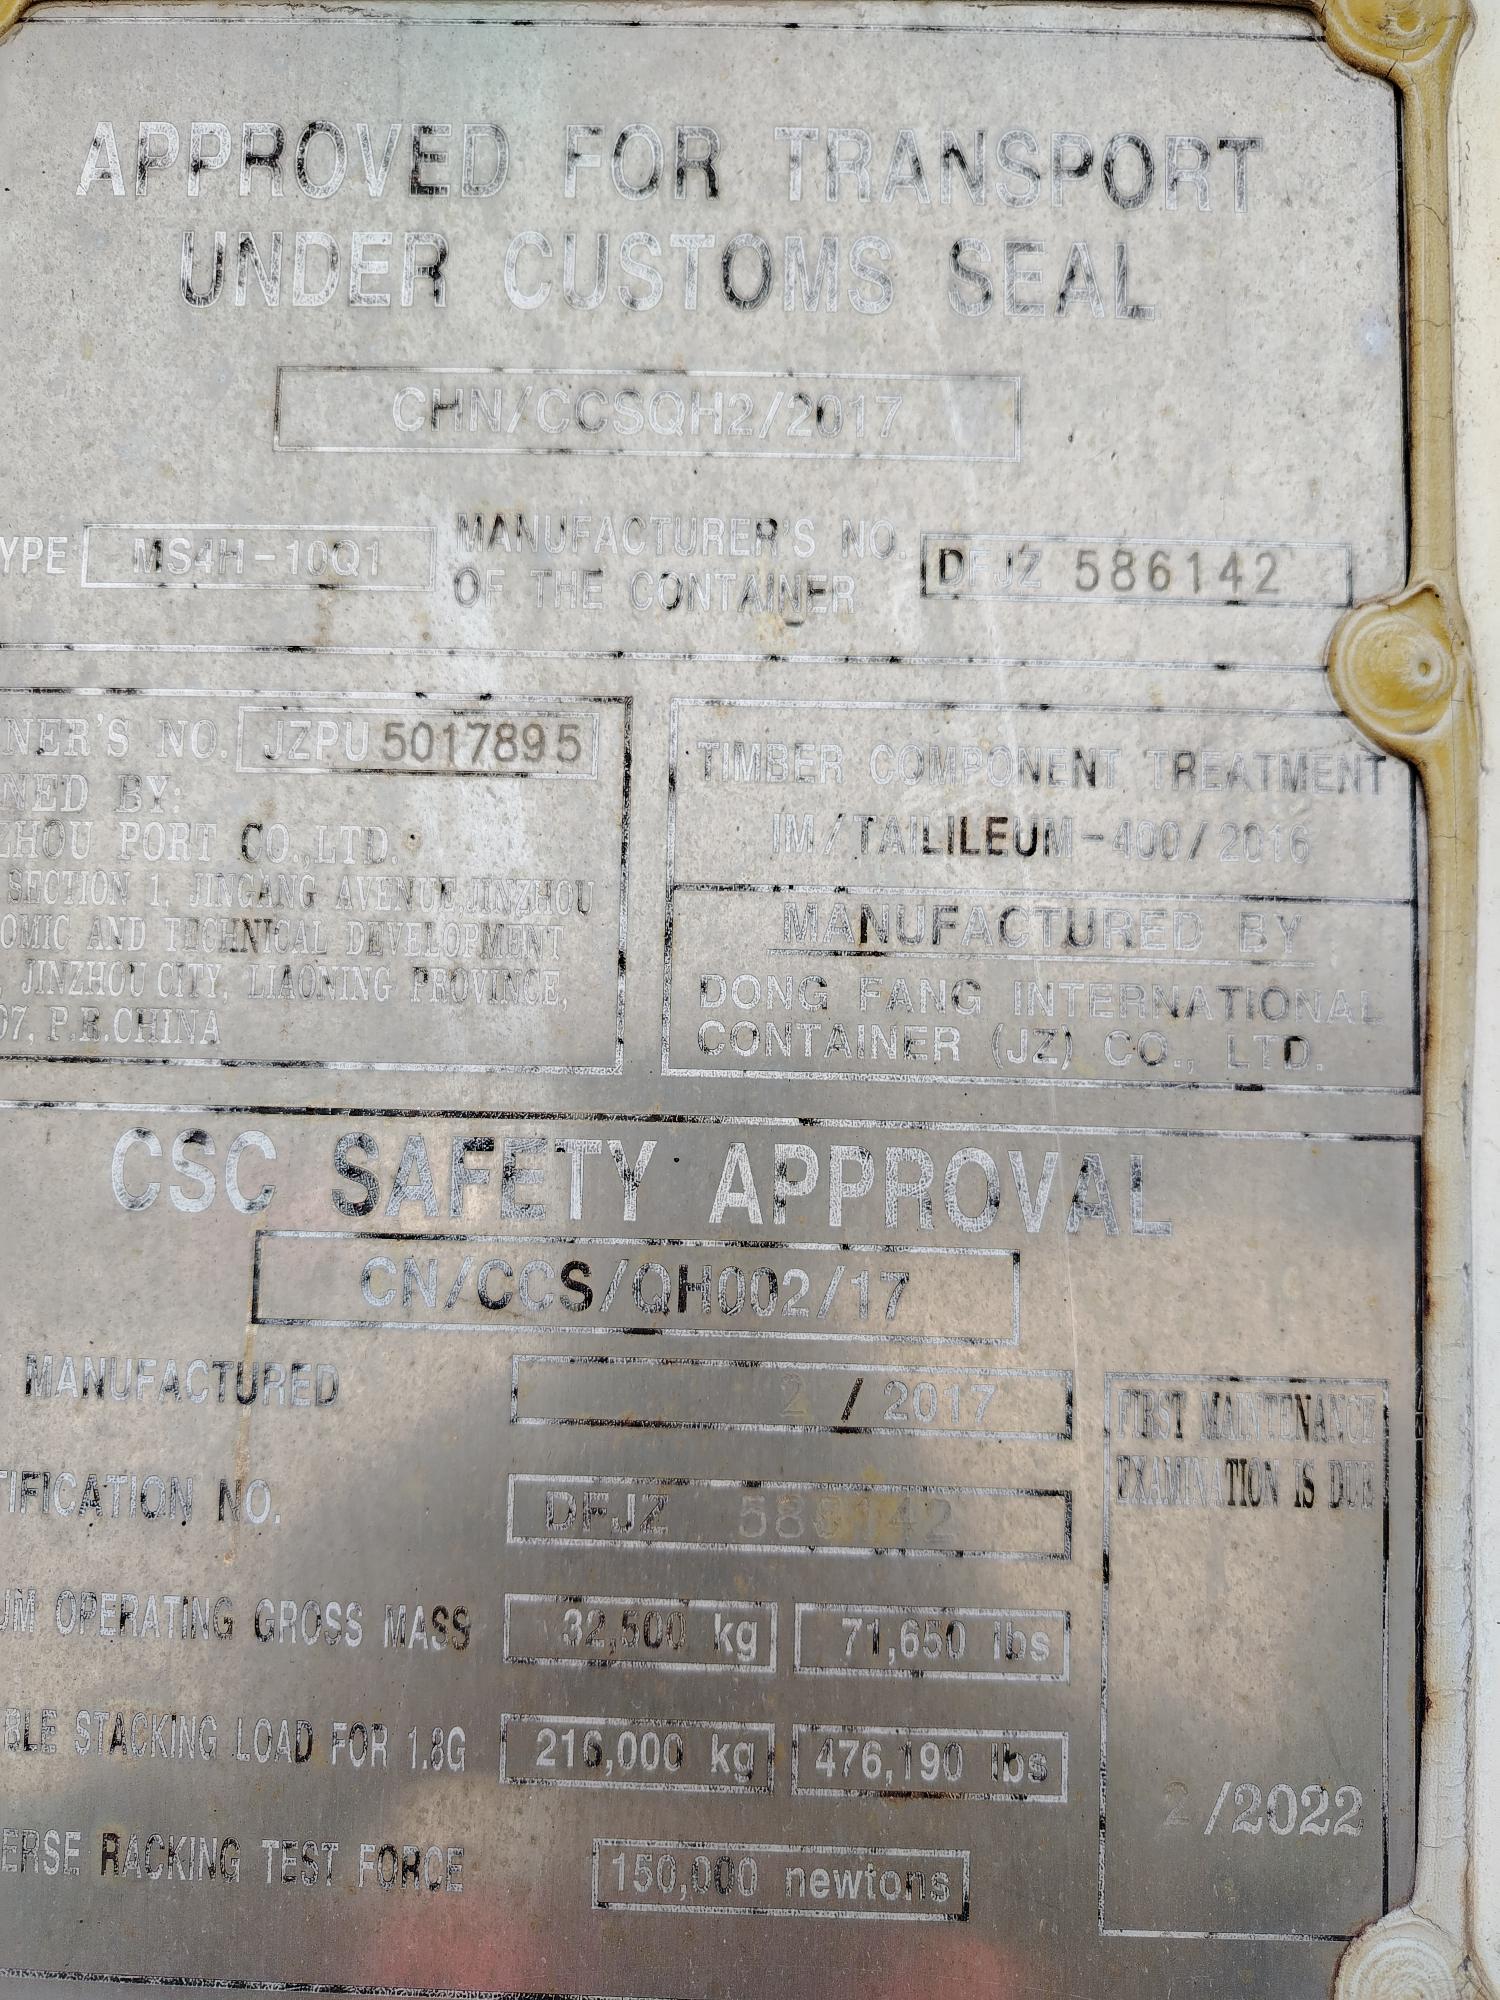 APPROVED FOR TRANSPORT
UNDER CUSTOMS SEAL
CHN/CCSQH2/2017
YPE MS4H-10Q1 MANUFACTURER'S NO. OF THE CONTAINER DFJZ 586142
NER'S NO. JZPU 5017895
NED BY:
ZHOU PORT CO.,LTD.
SECTION 1, JINGANG AVENUE,JINZHOU
OMIC AND TECHNICAL DEVELOPMENT
JINZHOU CITY, LIAONING PROVINCE,
07, P.R.CHINA
TIMBER COMPONENT TREATMENT
IM/TAILILEUM-400/2016
MANUFACTURED BY
DONG FANG INTERNATIONAL
CONTAINER (JZ) CO., LTD.
CSC SAFETY APPROVAL
CN/CCS/QH002/17
MANUFACTURED 2 / 2017
TIFICATION NO. DFJZ 586142
UM OPERATING GROSS MASS 32,500 kg 71,650 lbs
BLE STACKING LOAD FOR 1.8G 216,000 kg 476,190 lbs
ERSE RACKING TEST FORCE 150,000 newtons
FIRST MAINTENANCE
EXAMINATION IS DUE
2/2022